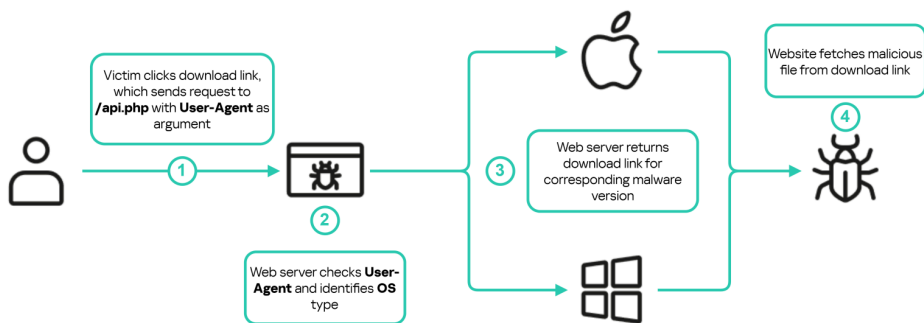 Victim clicks download link,
which sends request to
/api.php with User-Agent as
argument
1
2
Web server checks User-
Agent and identifies OS
type
3
Web server returns
download link for
corresponding malware
version
Website fetches malicious
file from download link
4